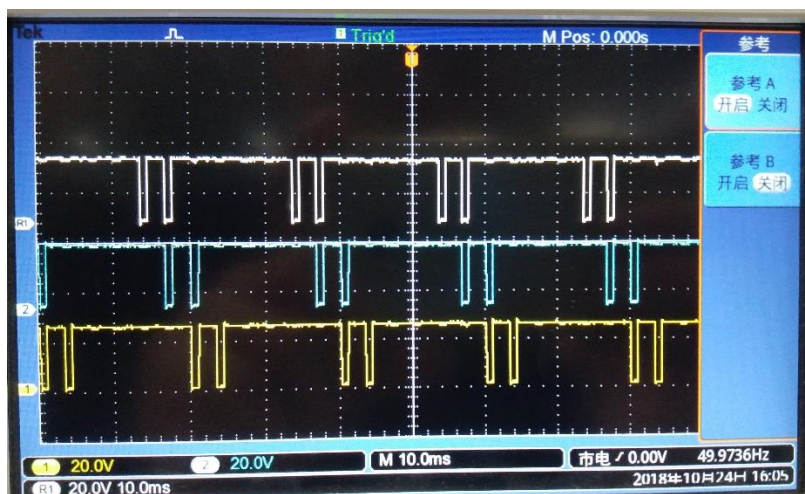 Tek
Trig'd
M Pos: 0.000s
参考
参考 A
开启 关闭
参考 B
开启 关闭
R1
2
1
1 20.0V 2 20.0V M 10.0ms 市电 / 0.00V 49.9736Hz
R1 20.0V 10.0ms 2018年10月24日 16:05